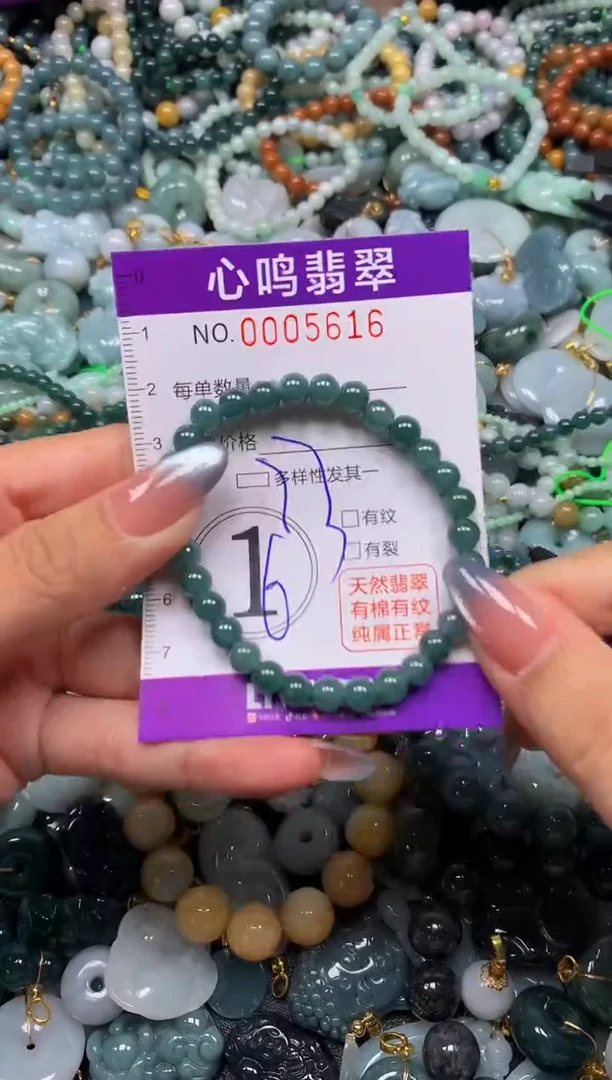 心鸣翡翠
0
1
NO.0005616
2
每单数量
3
价格
多样性发其一
有纹
1
有裂
6
天然翡翠
有棉有纹
纯属正常
7